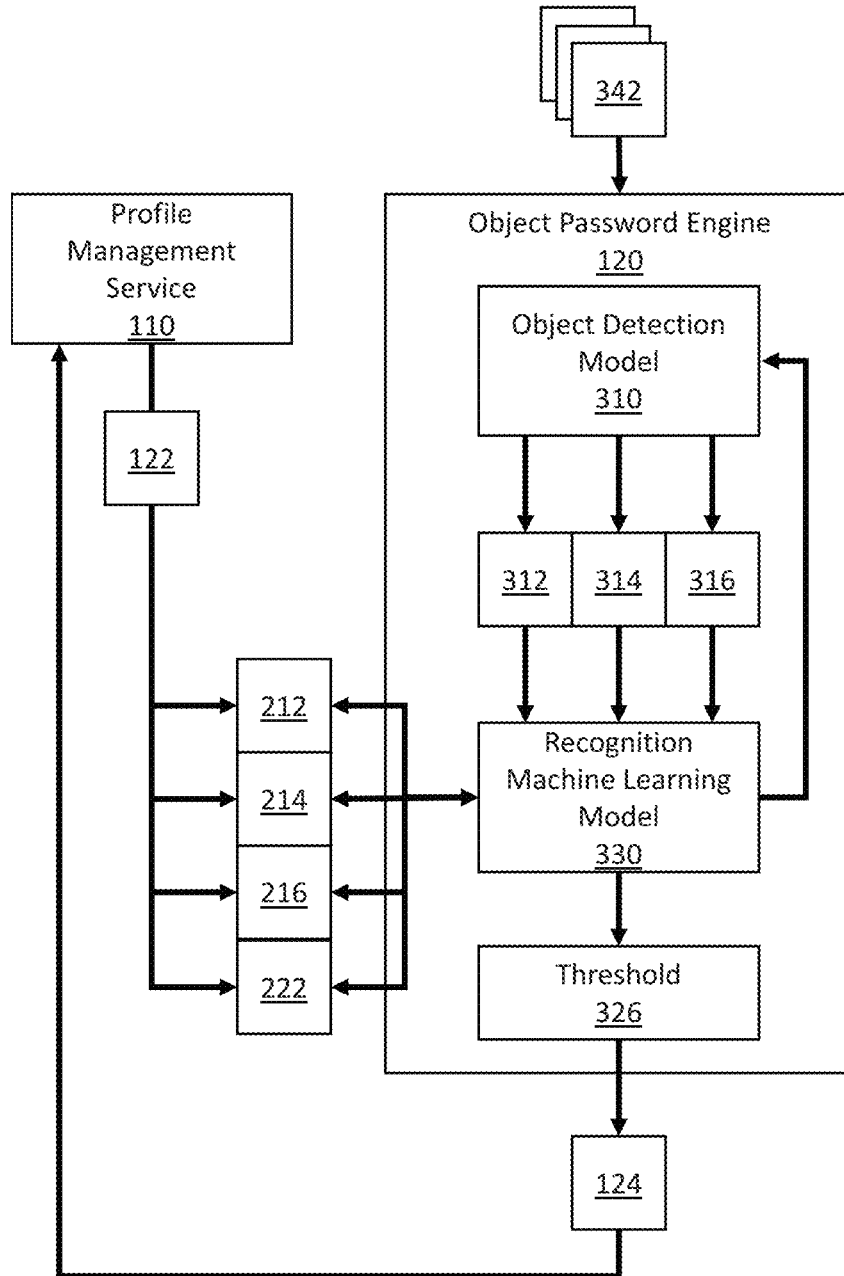 342
Profile
Management
Service
110
Object Password Engine
120
Object Detection
Model
310
122
312 314 316
212
214
216
222
Recognition
Machine Learning
Model
330
Threshold
326
124